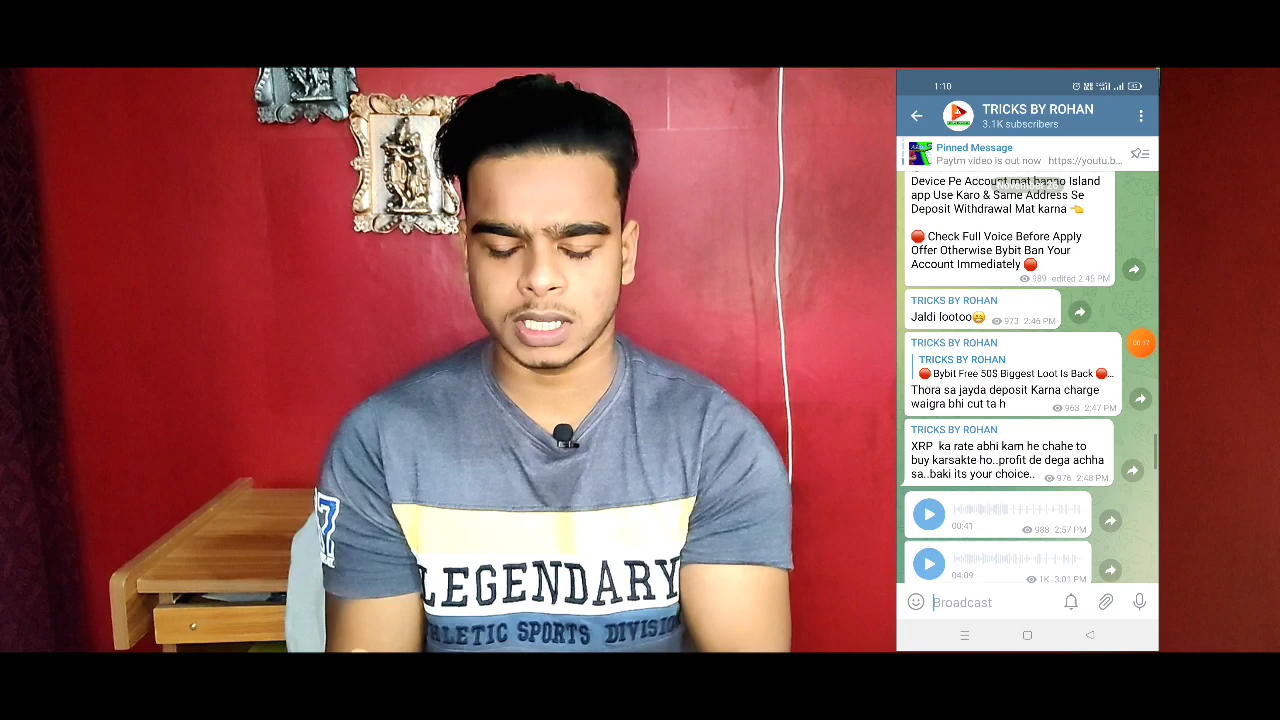 1:10
TRICKS BY ROHAN
3.1K subscribers
Pinned Message
Paytm video is out now https://youtu.b...
Device Pe Account mat banno Island
app Use Karo & Same Address Se
Deposit Withdrawal Mat karna 👈
🔴 Check Full Voice Before Apply
Offer Otherwise Bybit Ban Your
Account Immediately 🔴
989 edited 2:45 PM
TRICKS BY ROHAN
Jaldi lootoo😁 973 2:46 PM
TRICKS BY ROHAN
TRICKS BY ROHAN
🔴 Bybit Free 50$ Biggest Loot Is Back 🔴...
Thora sa jayda deposit Karna charge
waigra bhi cut ta h 963 2:47 PM
TRICKS BY ROHAN
XRP ka rate abhi kam he chahe to
buy karsakte ho..profit de dega achha
sa..baki its your choice.. 976 2:48 PM
00:41 988 2:57 PM
04:09 1K 3:01 PM
Broadcast
00:17
LEGENDARY
ATHLETIC SPORTS DIVISION